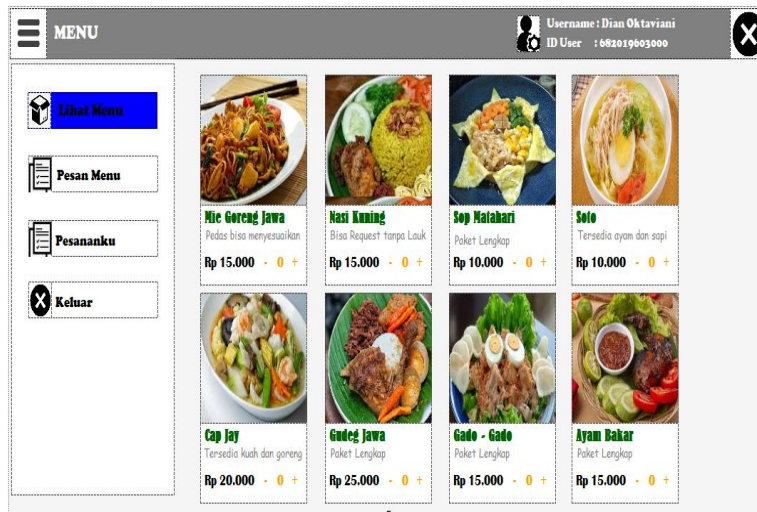 MENU
Username : Dian Oktaviani
ID User : 682019603000
Lihat Menu
Pesan Menu
Pesananku
Keluar
Mie Goreng Jawa
Pedas bisa menyesuaikan
Rp 15.000 - 0 +
Nasi Kuning
Bisa Request tanpa Lauk
Rp 15.000 - 0 +
Sop Matahari
Paket Lengkap
Rp 10.000 - 0 +
Soto
Tersedia ayam dan sapi
Rp 10.000 - 0 +
Cap Jay
Tersedia kuah dan goreng
Rp 20.000 - 0 +
Gudeg Jawa
Paket Lengkap
Rp 25.000 - 0 +
Gado - Gado
Paket Lengkap
Rp 15.000 - 0 +
Ayam Bakar
Paket Lengkap
Rp 15.000 - 0 +